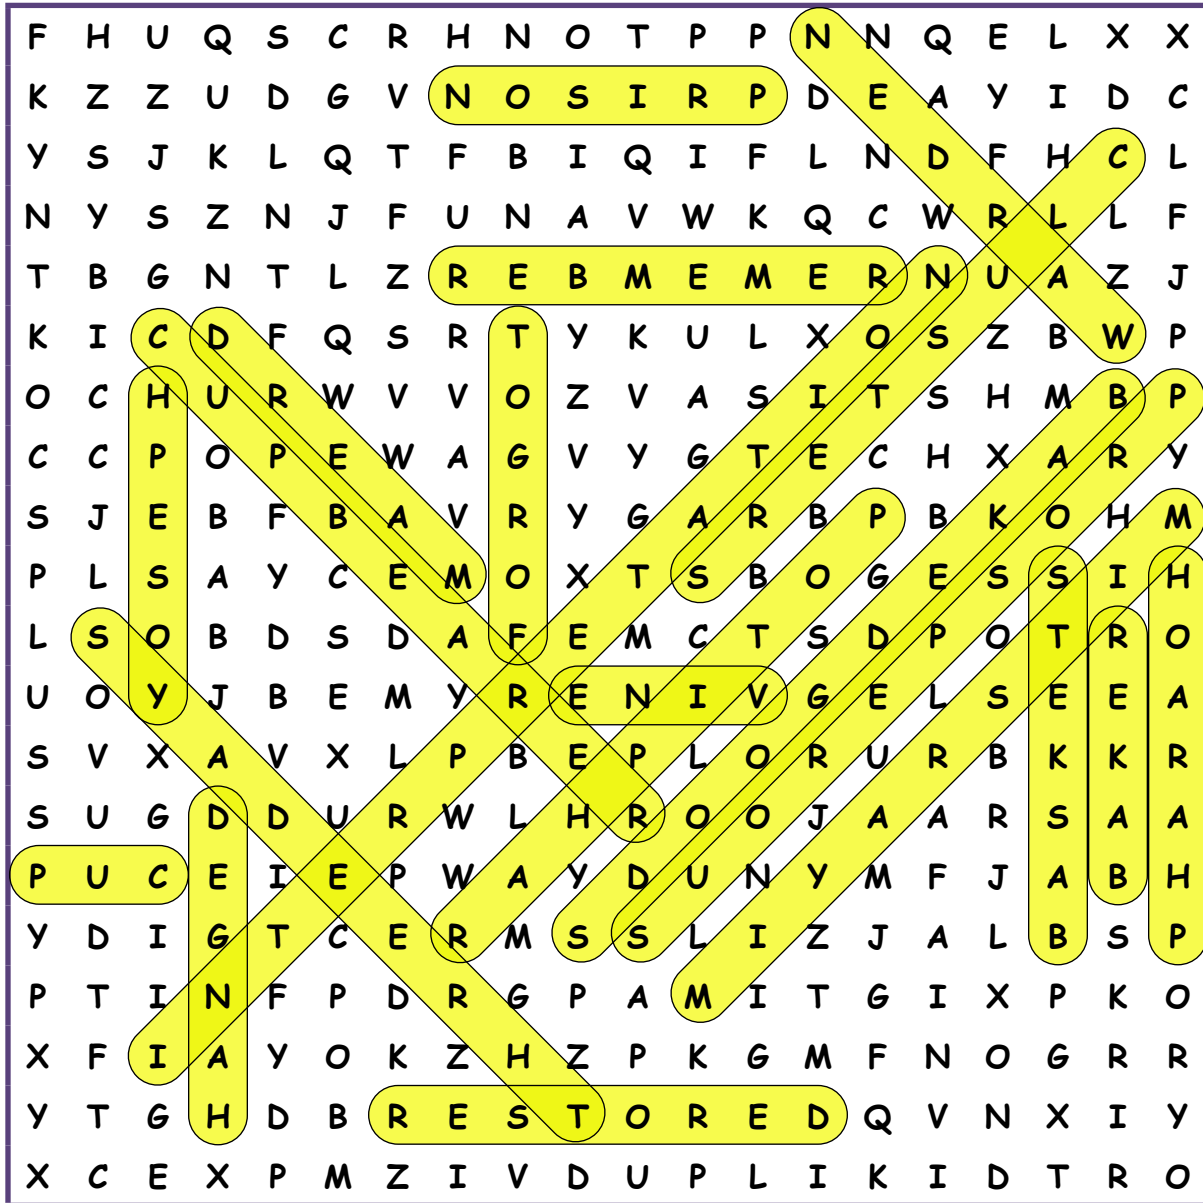 F H U Q S C R H N O T P P N N Q E L X X
K Z Z U D G V N O S I R P D E A Y I D C
Y S J K L Q T F B I Q I F L N D F H C L
N Y S Z N J F U N A V W K Q C W R L L F
T B G N T L Z R E B M E M E R N U A Z J
K I C D F Q S R T Y K U L X O S Z B W P
O C H U R W V V O Z V A S I T S H M B P
C C P O P E W A G V Y G T E C H X A R Y
S J E B F B A V R Y G A R B P B K O H M
P L S A Y C E M O X T S B O G E S S I H
L S O B D S D A F E M C T S D P O T R O
U O Y J B E M Y R E N I V G E L S E E A
S V X A V X L P B E P L O R U R B K K R
S U G D D U R W L H R O O J A A R S A A
P U C E I E P W A Y D U N Y M F J A B H
Y D I G T C E R M S S L I Z J A L B S P
P T I N F P D R G P A M I T G I X P K O
X F I A Y O K Z H Z P K G M F N O G R R
Y T G H D B R E S T O R E D Q V N X I Y
X C E X P M Z I V D U P L I K I D T R O